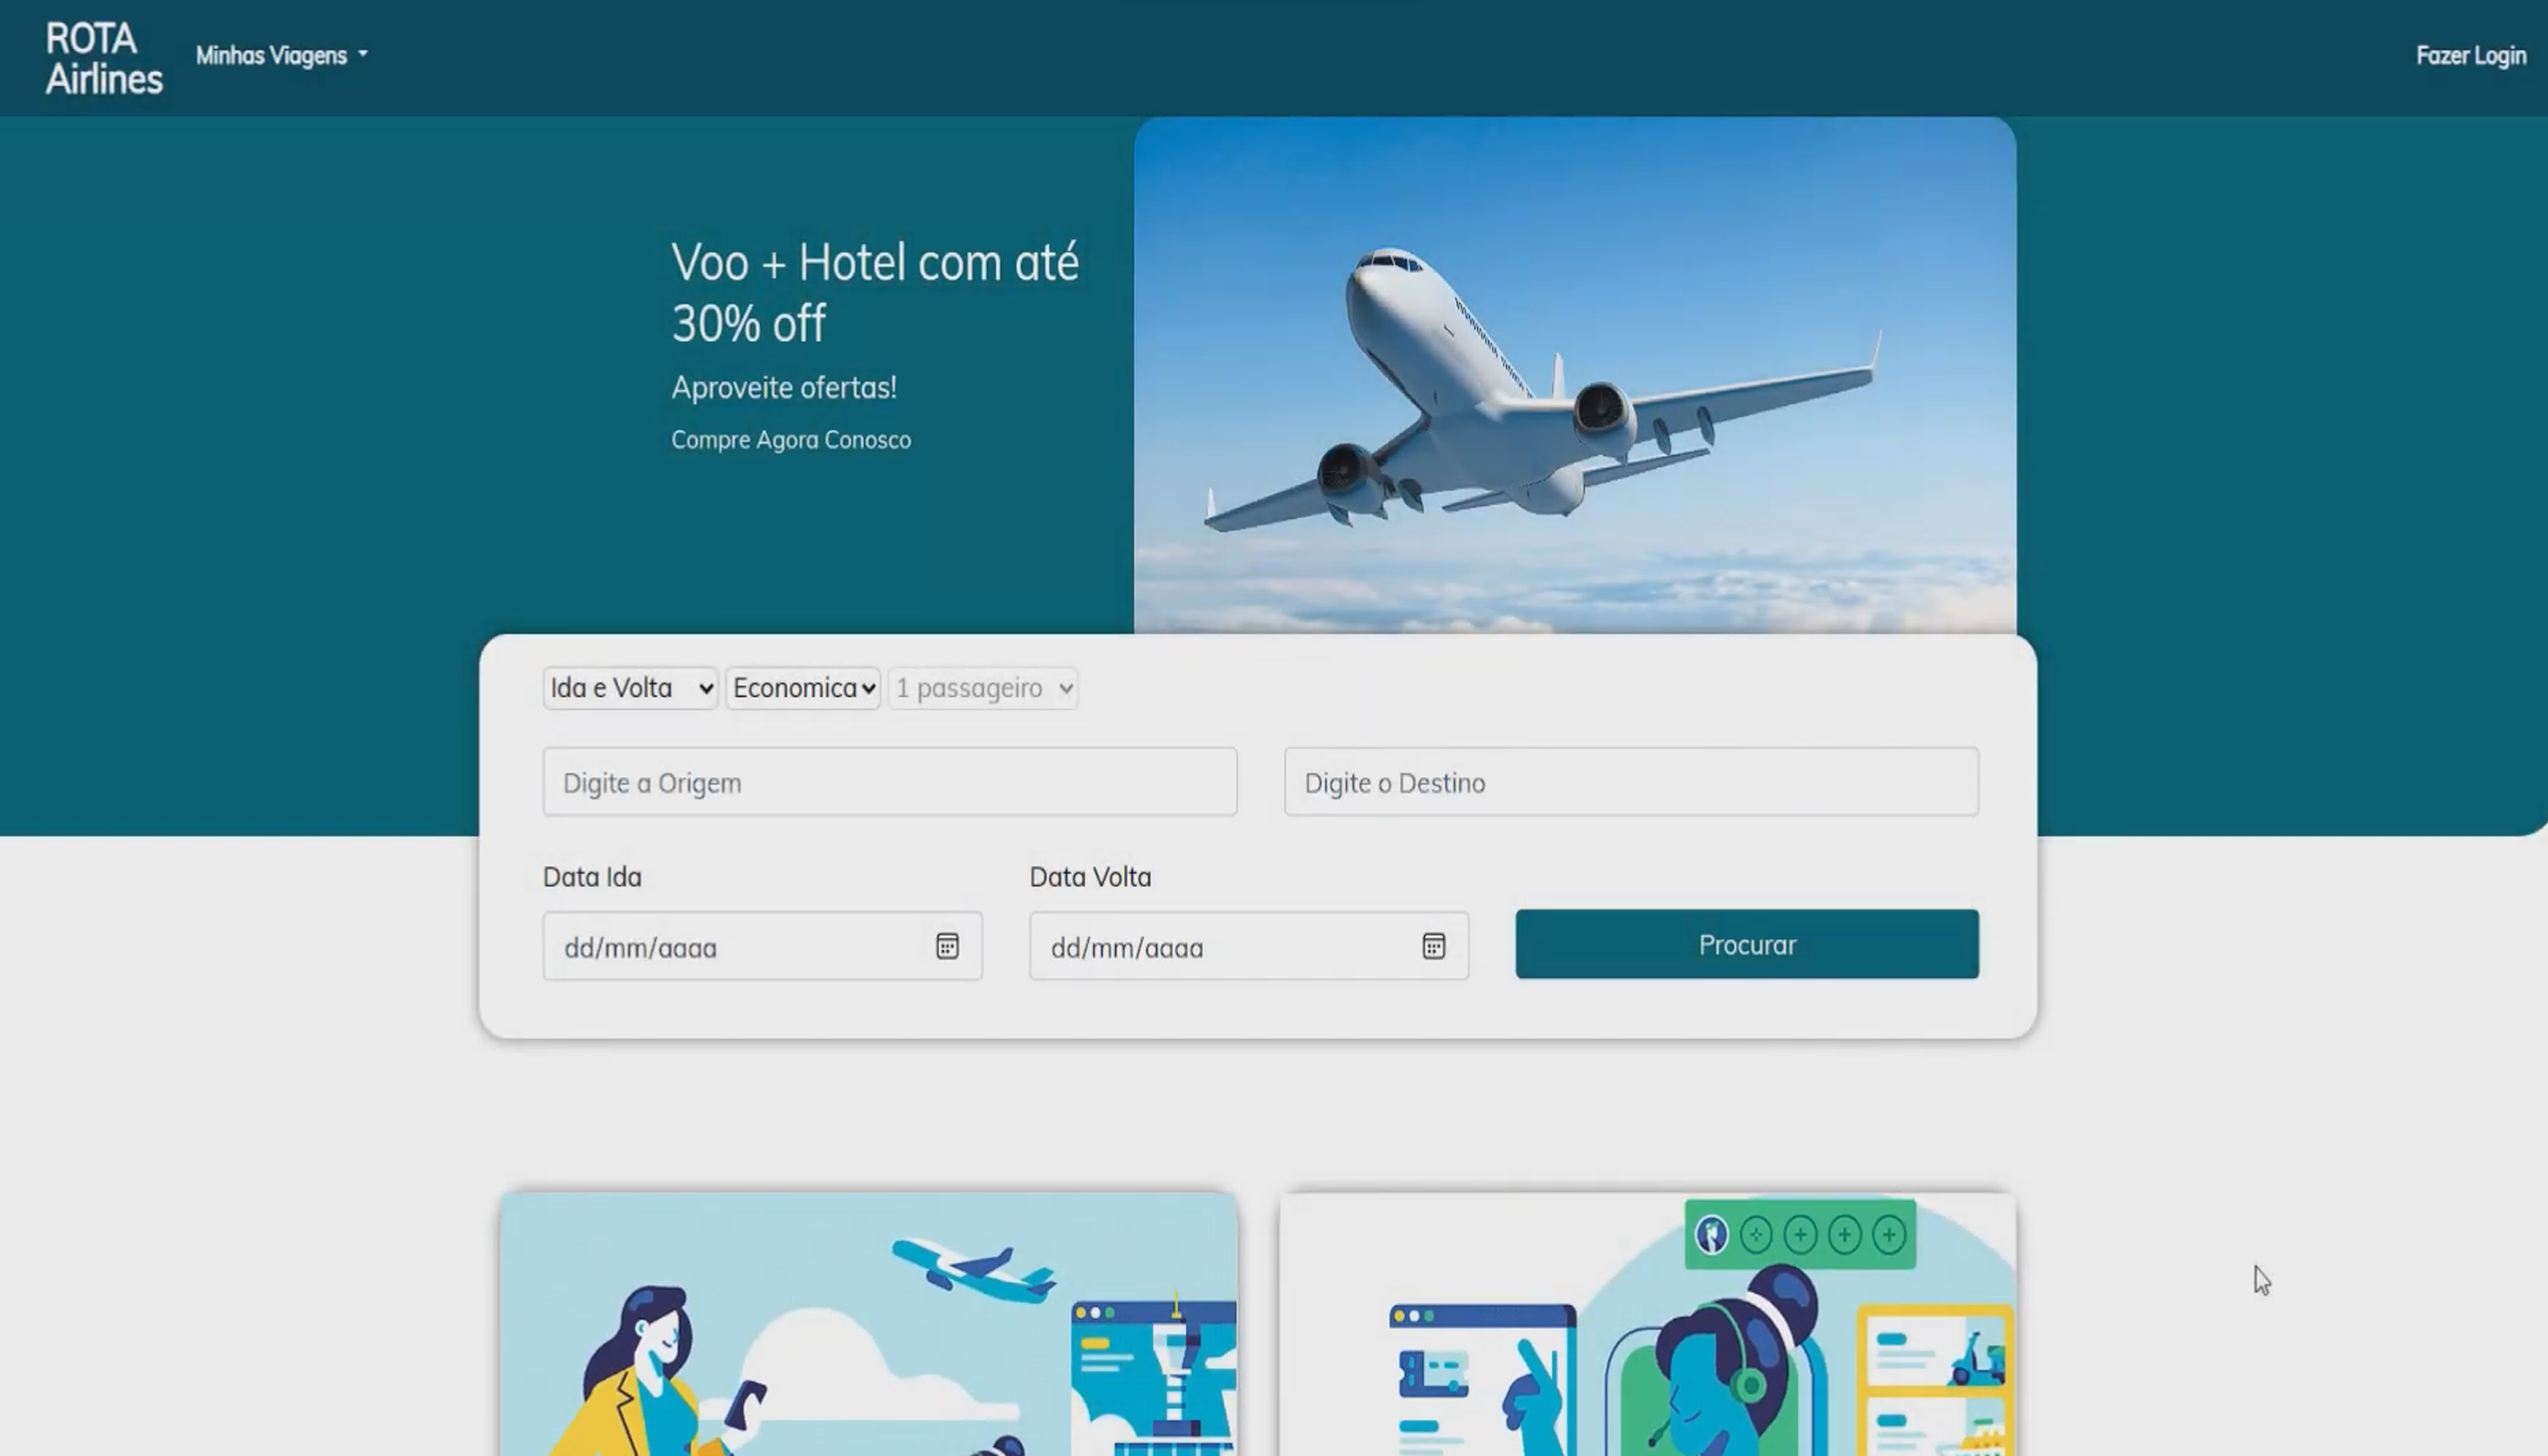 ROTA
Airlines
Minhas Viagens
Fazer Login
Voo + Hotel com até
30% off
Aproveite ofertas!
Compre Agora Conosco
Ida e Volta
Economica
1 passageiro
Digite a Origem
Digite o Destino
Data Ida
Data Volta
dd/mm/aaaa
dd/mm/aaaa
Procurar